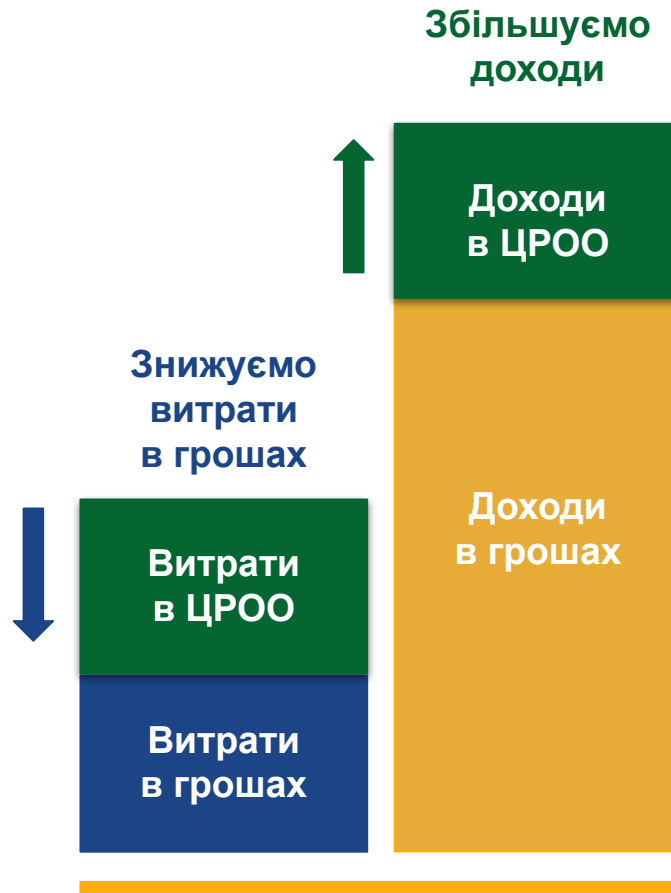 Збільшуємо
доходи
Доходи
в ЦРОО
Знижуємо
витрати
в грошах
Доходи
в грошах
Витрати
в ЦРОО
Витрати
в грошах